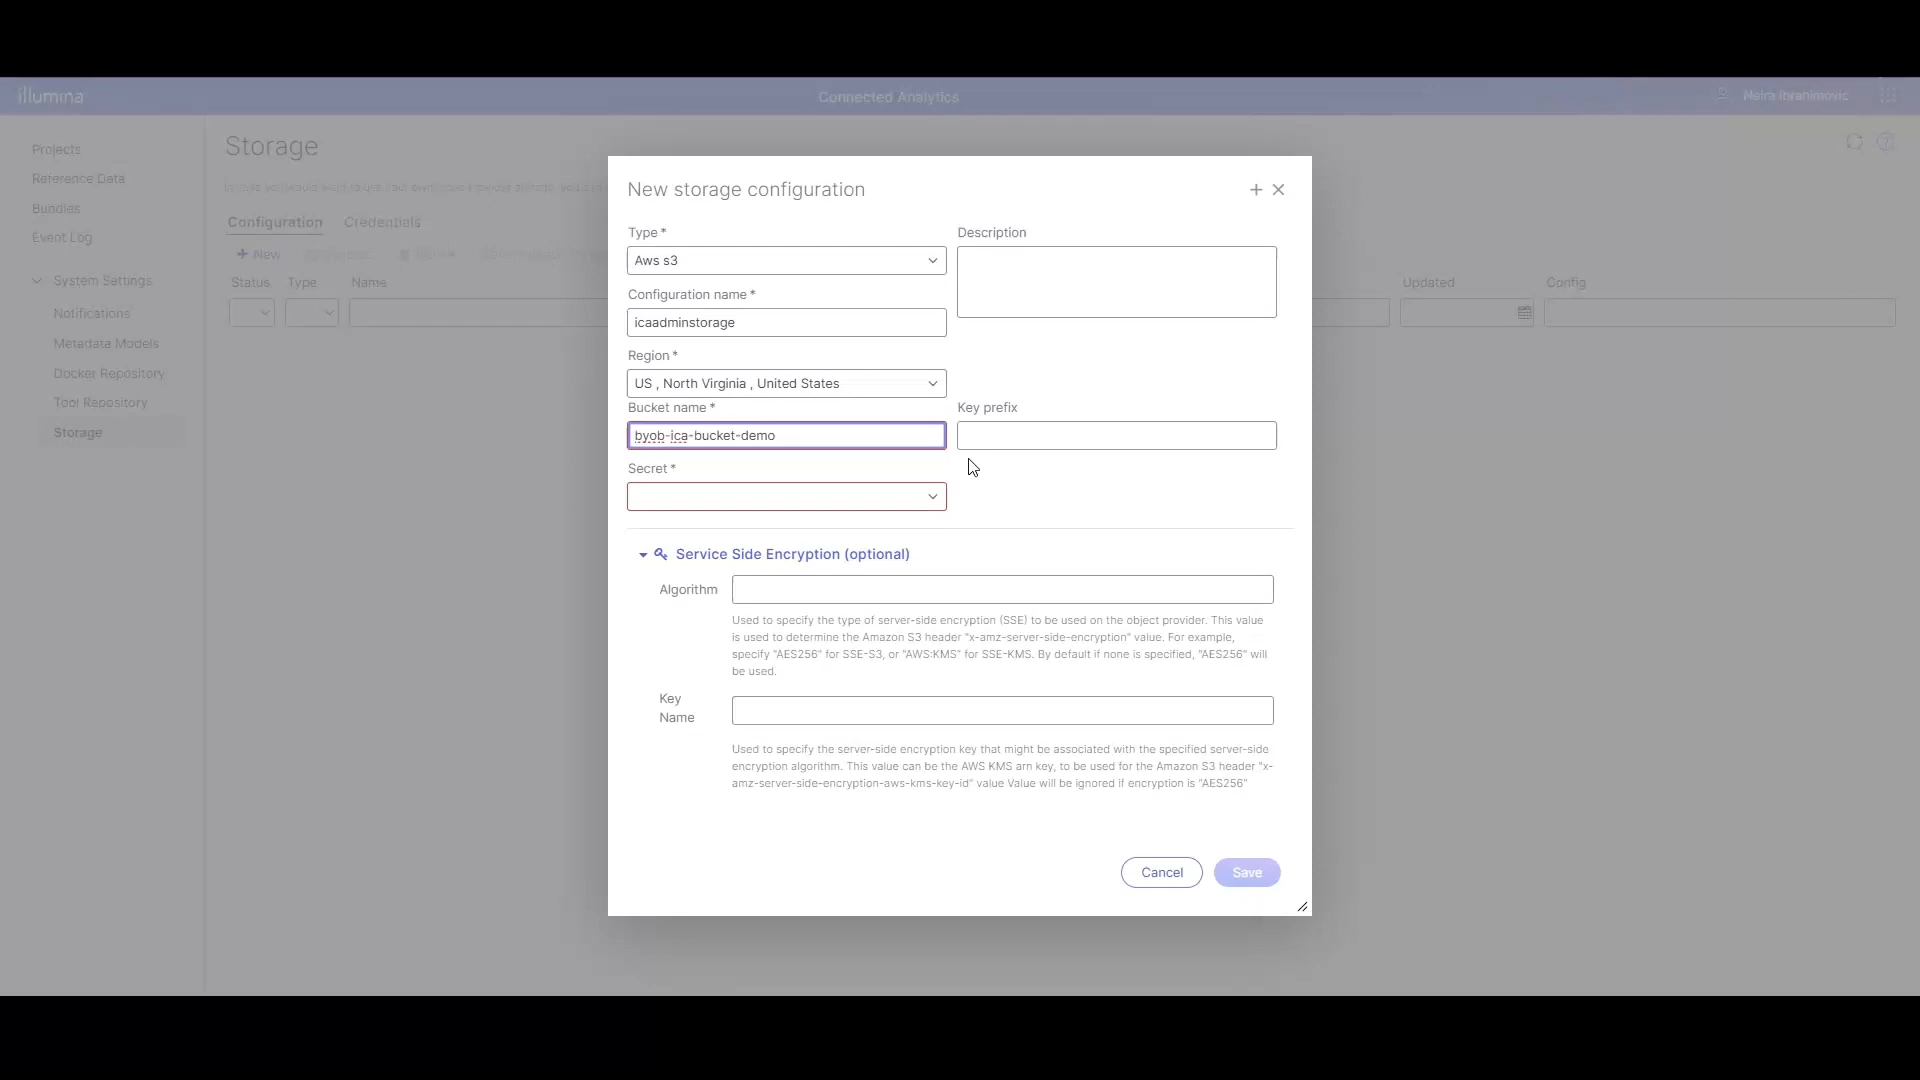 illumina
Connected Analytics
Neira Ibrahimovic
Projects
Reference Data
Bundles
Event Log
System Settings
Notifications
Metadata Models
Docker Repository
Tool Repository
Storage
Storage
Configuration
Credentials
+ New
Status
Type
Name
Updated
Config
New storage configuration
Type *
Aws s3
Description
Configuration name *
icaadminstorage
Region *
US , North Virginia , United States
Bucket name *
byob-ica-bucket-demo
Key prefix
Secret *
Service Side Encryption (optional)
Algorithm
Used to specify the type of server-side encryption (SSE) to be used on the object provider. This value
is used to determine the Amazon S3 header "x-amz-server-side-encryption" value. For example,
specify "AES256" for SSE-S3, or "AWS:KMS" for SSE-KMS. By default if none is specified, "AES256" will
be used.
Key
Name
Used to specify the server-side encryption key that might be associated with the specified server-side
encryption algorithm. This value can be the AWS KMS arn key, to be used for the Amazon S3 header "x-
amz-server-side-encryption-aws-kms-key-id" value Value will be ignored if encryption is "AES256"
Cancel
Save